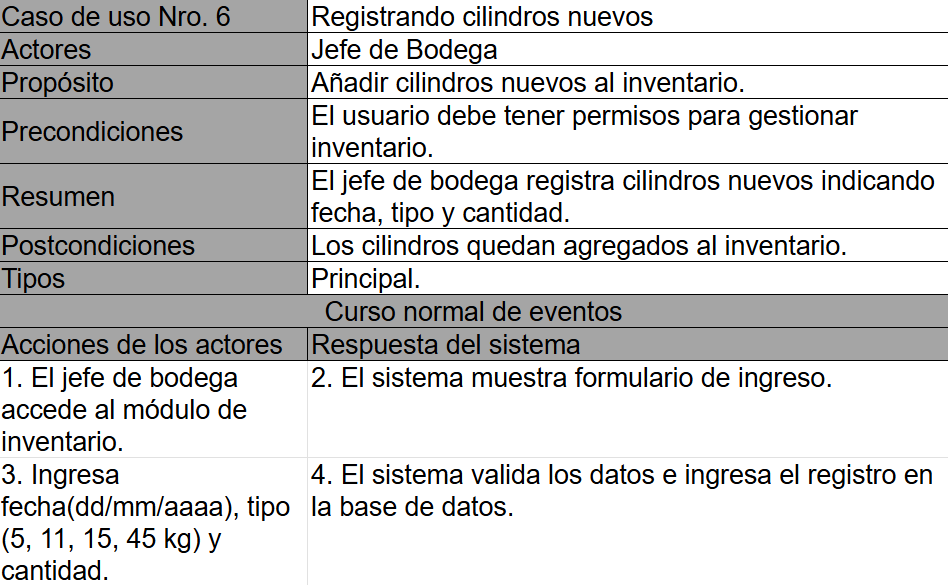 Caso de uso Nro. 6 Registrando cilindros nuevos
Actores Jefe de Bodega
Propósito Añadir cilindros nuevos al inventario.
Precondiciones El usuario debe tener permisos para gestionar
inventario.
Resumen El jefe de bodega registra cilindros nuevos indicando
fecha, tipo y cantidad.
Postcondiciones Los cilindros quedan agregados al inventario.
Tipos Principal.
Curso normal de eventos
Acciones de los actores Respuesta del sistema
1. El jefe de bodega
accede al módulo de
inventario.
2. El sistema muestra formulario de ingreso.
3. Ingresa
fecha(dd/mm/aaaa), tipo
(5, 11, 15, 45 kg) y
cantidad.
4. El sistema valida los datos e ingresa el registro en
la base de datos.